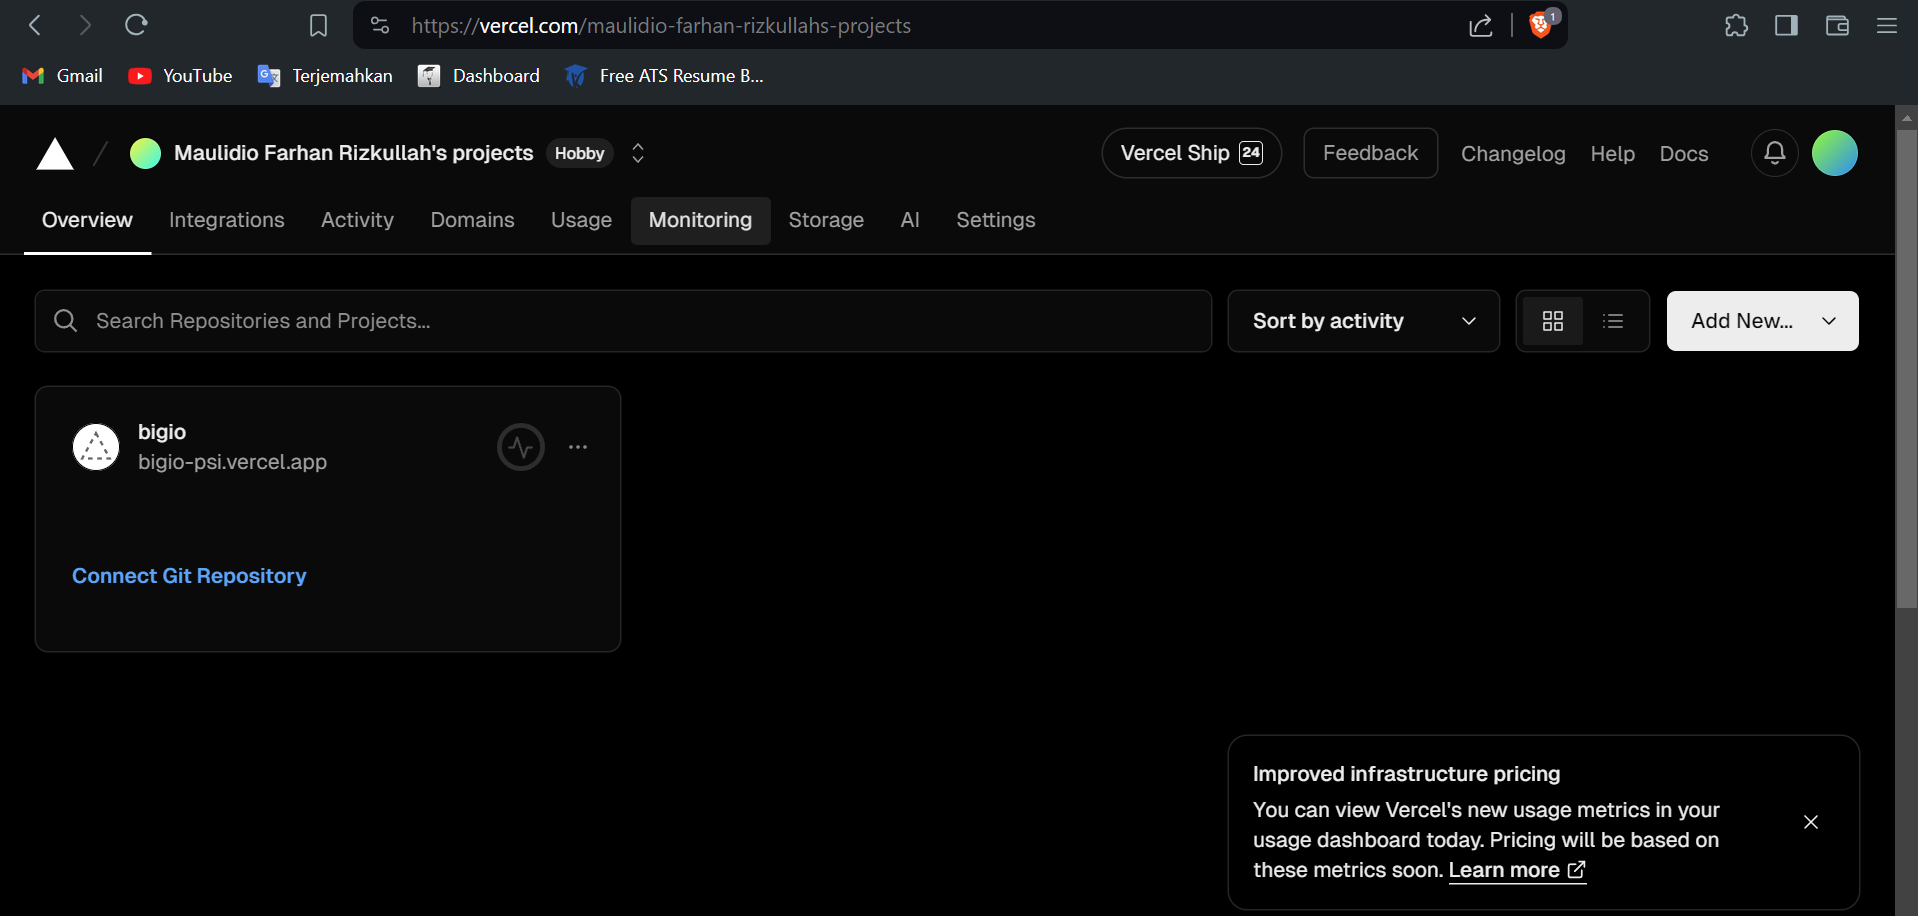 https://vercel.com/maulidio-farhan-rizkullahs-projects
1
Gmail
YouTube
Terjemahkan
Dashboard
Free ATS Resume B...
Maulidio Farhan Rizkullah's projects
Hobby
Vercel Ship 24
Feedback
Changelog
Help
Docs
Overview
Integrations
Activity
Domains
Usage
Monitoring
Storage
AI
Settings
Search Repositories and Projects...
Sort by activity
Add New...
bigio
bigio-psi.vercel.app
Connect Git Repository
Improved infrastructure pricing
You can view Vercel's new usage metrics in your
usage dashboard today. Pricing will be based on
these metrics soon. Learn more